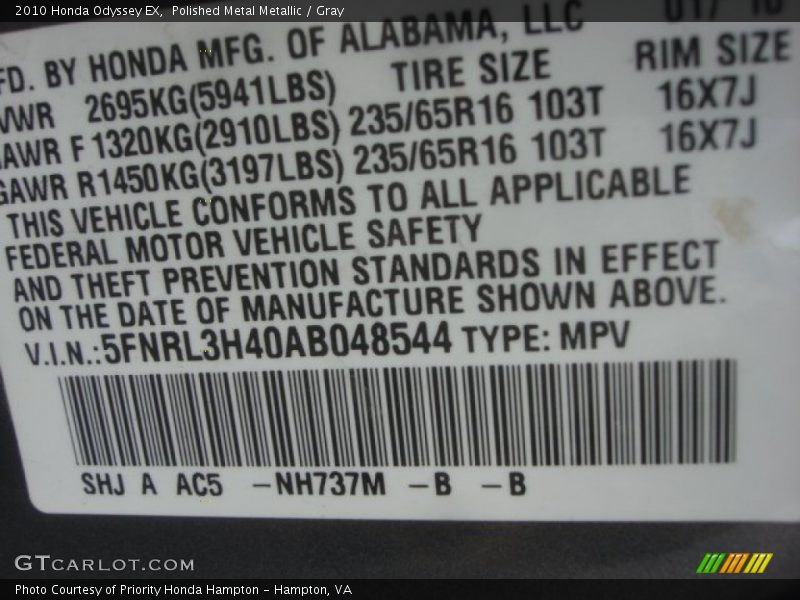 2010 Honda Odyssey EX, Polished Metal Metallic / Gray
FD. BY HONDA MFG. OF ALABAMA, LLC
VWR 2695KG(5941LBS) TIRE SIZE RIM SIZE
AWR F 1320KG(2910LBS) 235/65R16 103T 16X7J
GAWR R1450KG(3197LBS) 235/65R16 103T 16X7J
THIS VEHICLE CONFORMS TO ALL APPLICABLE
FEDERAL MOTOR VEHICLE SAFETY
AND THEFT PREVENTION STANDARDS IN EFFECT
ON THE DATE OF MANUFACTURE SHOWN ABOVE.
V.I.N.:5FNRL3H40AB048544 TYPE: MPV
SHJ A AC5 -NH737M -B -B
GTCARLOT.COM
Photo Courtesy of Priority Honda Hampton - Hampton, VA